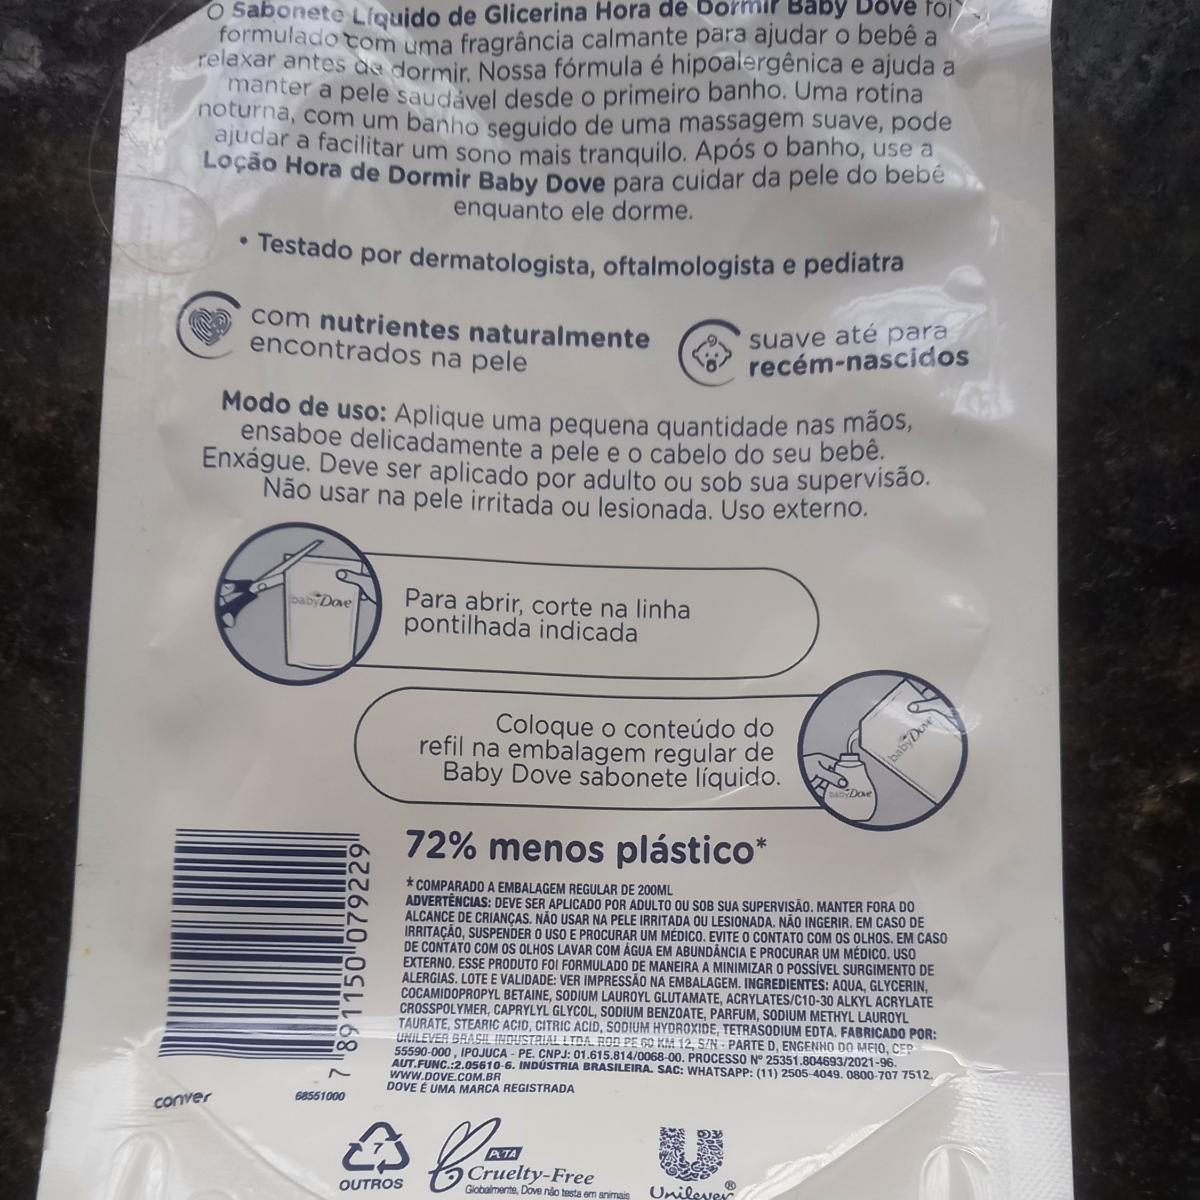 O Sabonete Líquido de Glicerina Hora de Dormir Baby Dove foi
formulado com uma fragrância calmante para ajudar o bebê a
relaxar antes de dormir. Nossa fórmula é hipoalergênica e ajuda a
manter a pele saudável desde o primeiro banho. Uma rotina
noturna, com um banho seguido de uma massagem suave, pode
ajudar a facilitar um sono mais tranquilo. Após o banho, use a
Loção Hora de Dormir Baby Dove para cuidar da pele do bebê
enquanto ele dorme.
• Testado por dermatologista, oftalmologista e pediatra
com nutrientes naturalmente
encontrados na pele
suave até para
recém-nascidos
Modo de uso: Aplique uma pequena quantidade nas mãos,
ensaboe delicadamente a pele e o cabelo do seu bebê.
Enxágue. Deve ser aplicado por adulto ou sob sua supervisão.
Não usar na pele irritada ou lesionada. Uso externo.
baby Dove
Para abrir, corte na linha
pontilhada indicada
Coloque o conteúdo do
refil na embalagem regular de
Baby Dove sabonete líquido.
baby Dove
baby Dove
72% menos plástico*
*COMPARADO A EMBALAGEM REGULAR DE 200ML
ADVERTÊNCIAS: DEVE SER APLICADO POR ADULTO OU SOB SUA SUPERVISÃO. MANTER FORA DO
ALCANCE DE CRIANÇAS. NÃO USAR NA PELE IRRITADA OU LESIONADA. NÃO INGERIR. EM CASO DE
IRRITAÇÃO, SUSPENDER O USO E PROCURAR UM MÉDICO. EVITE O CONTATO COM OS OLHOS. EM CASO
DE CONTATO COM OS OLHOS LAVAR COM ÁGUA EM ABUNDÂNCIA E PROCURAR UM MÉDICO. USO
EXTERNO. ESSE PRODUTO FOI FORMULADO DE MANEIRA A MINIMIZAR O POSSÍVEL SURGIMENTO DE
ALERGIAS. LOTE E VALIDADE: VER IMPRESSÃO NA EMBALAGEM. INGREDIENTES: AQUA, GLYCERIN,
COCAMIDOPROPYL BETAINE, SODIUM LAUROYL GLUTAMATE, ACRYLATES/C10-30 ALKYL ACRYLATE
CROSSPOLYMER, CAPRYLYL GLYCOL, SODIUM BENZOATE, PARFUM, SODIUM METHYL LAUROYL
TAURATE, STEARIC ACID, CITRIC ACID, SODIUM HYDROXIDE, TETRASODIUM EDTA. FABRICADO POR:
UNILEVER BRASIL INDUSTRIAL LTDA. ROD PE 60 KM 12, S/N - PARTE D, ENGENHO DO MEIO, CEP
55590-000 , IPOJUCA - PE. CNPJ: 01.615.814/0068-00. PROCESSO Nº 25351.804693/2021-96.
AUT.FUNC.:2.05610-6. INDÚSTRIA BRASILEIRA. SAC: WHATSAPP: (11) 2505-4049. 0800-707 7512.
WWW.DOVE.COM.BR
DOVE É UMA MARCA REGISTRADA
7 891150 079229
conver
68551000
7
OUTROS
PETA
Cruelty-Free
Globalmente, Dove não testa em animais
Unilever ®